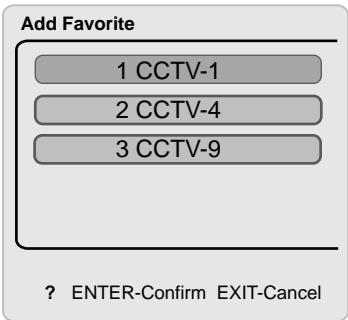 Add Favorite
1 CCTV-1
2 CCTV-4
3 CCTV-9
? ENTER-Confirm EXIT-Cancel